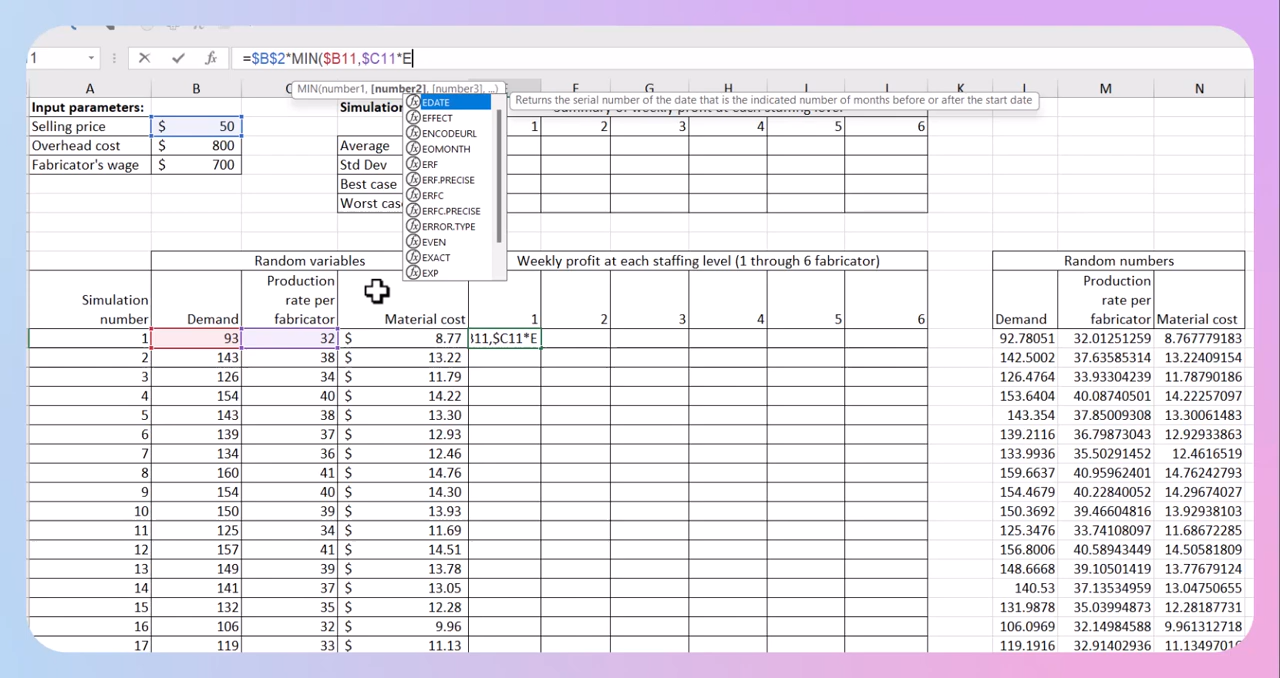 1 =$B$2*MIN($B11,$C11*E
MIN(number1, [number2], [number3], ...)
A B C F G H K L M N
Input parameters: Simulation
EDATE Returns the serial number of the date that is the indicated number of months before or after the start date
EFFECT
Selling price $ 50 1 2 3 4 5 6
ENCODEURL
Overhead cost $ 800 Average
EOMONTH
Fabricator's wage $ 700 Std Dev
ERF
ERF.PRECISE
Best case
ERFC
Worst cas
ERFC.PRECISE
ERROR.TYPE
EVEN
EXACT
EXP
Random variables Weekly profit at each staffing level (1 through 6 fabricator) Random numbers
Simulation number Demand Production rate per fabricator Material cost 1 2 3 4 5 6 Demand Production rate per fabricator Material cost
1 93 32 $ 8.77 311,$C11*E 92.78051 32.01251259 8.767779183
2 143 38 $ 13.22 142.5002 37.63585314 13.22409154
3 126 34 $ 11.79 126.4764 33.93304239 11.78790186
4 154 40 $ 14.22 153.6404 40.08740501 14.22257097
5 143 38 $ 13.30 143.354 37.85009308 13.30061483
6 139 37 $ 12.93 139.2116 36.79873043 12.92933863
7 134 36 $ 12.46 133.9936 35.50291452 12.4616519
8 160 41 $ 14.76 159.6637 40.95962401 14.76242793
9 154 40 $ 14.30 154.4679 40.22840052 14.29674027
10 150 39 $ 13.93 150.3692 39.46604816 13.92938103
11 125 34 $ 11.69 125.3476 33.74108097 11.68672285
12 157 41 $ 14.51 156.8006 40.58943449 14.50581809
13 149 39 $ 13.78 148.6668 39.10501419 13.77679124
14 141 37 $ 13.05 140.53 37.13534959 13.04750655
15 132 35 $ 12.28 131.9878 35.03994873 12.28187731
16 106 32 $ 9.96 106.0969 32.14984588 9.961312718
17 119 33 $ 11.13 119.1916 32.91402936 11.13497016